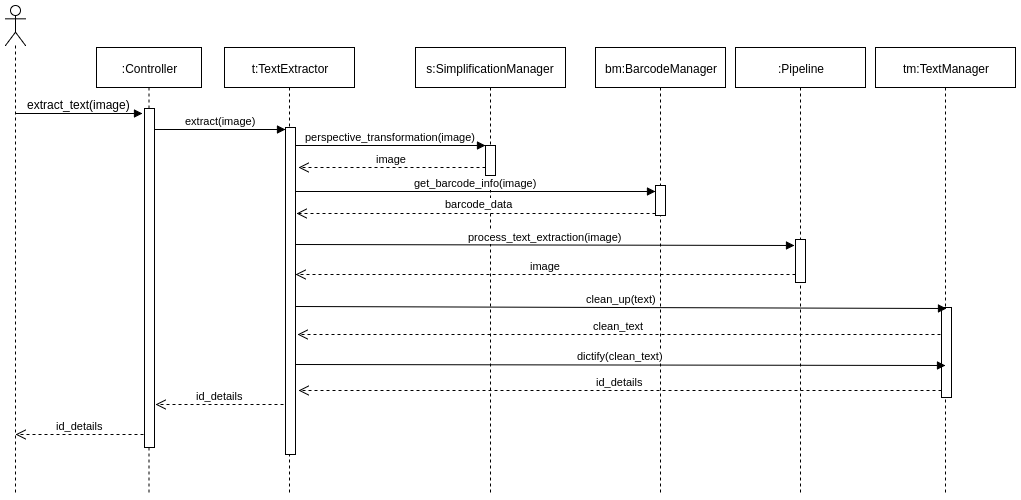 :Controller
t:TextExtractor
s:SimplificationManager
bm:BarcodeManager
:Pipeline
tm:TextManager
extract_text(image)
extract(image)
perspective_transformation(image)
image
get_barcode_info(image)
barcode_data
process_text_extraction(image)
image
clean_up(text)
clean_text
dictify(clean_text)
id_details
id_details
id_details